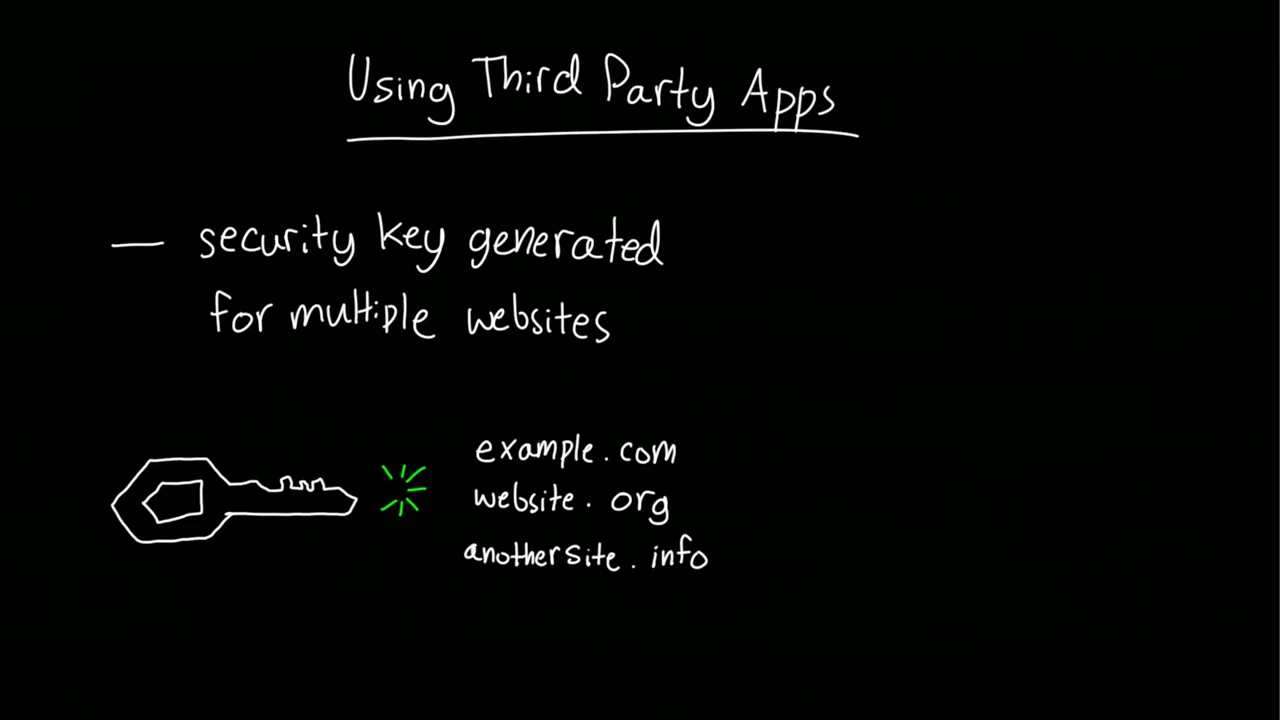 Using Third Party Apps
— security key generated
for multiple websites
example.com
website.org
anothersite.info